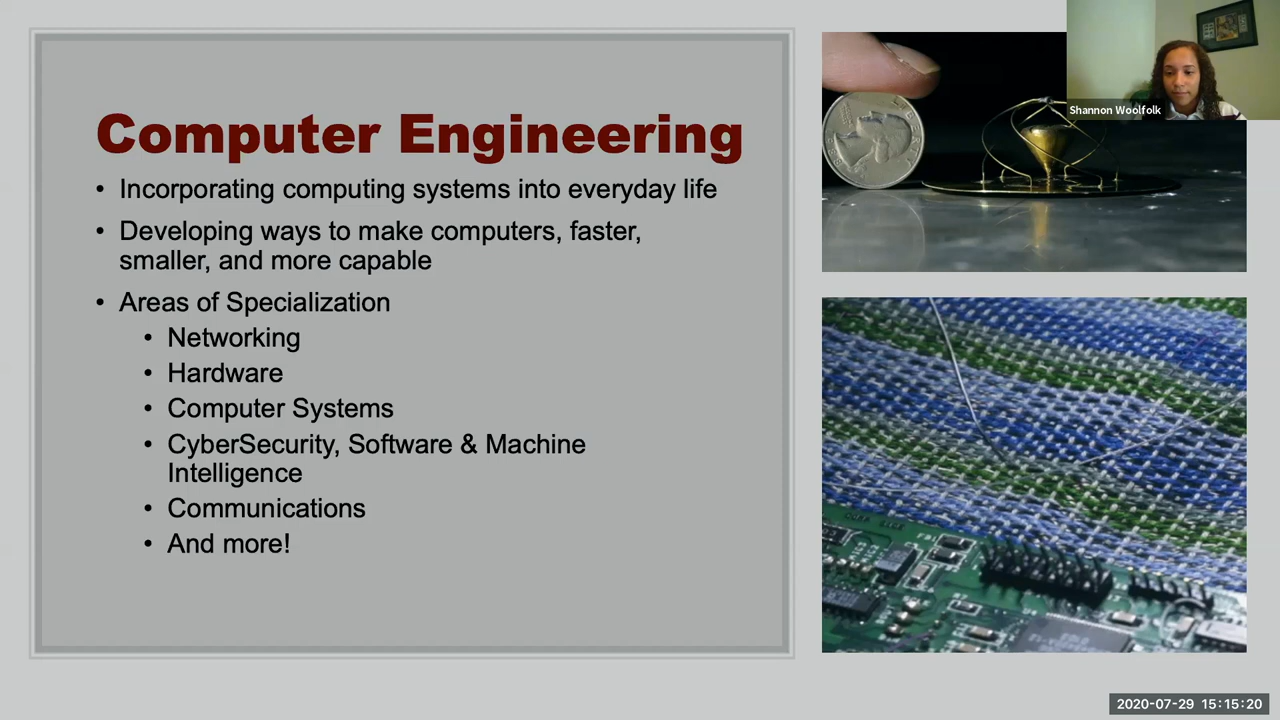 Computer Engineering
• Incorporating computing systems into everyday life
• Developing ways to make computers, faster,
smaller, and more capable
• Areas of Specialization
• Networking
• Hardware
• Computer Systems
• CyberSecurity, Software & Machine
Intelligence
• Communications
• And more!
Shannon Woolfolk
2020-07-29 15:15:20